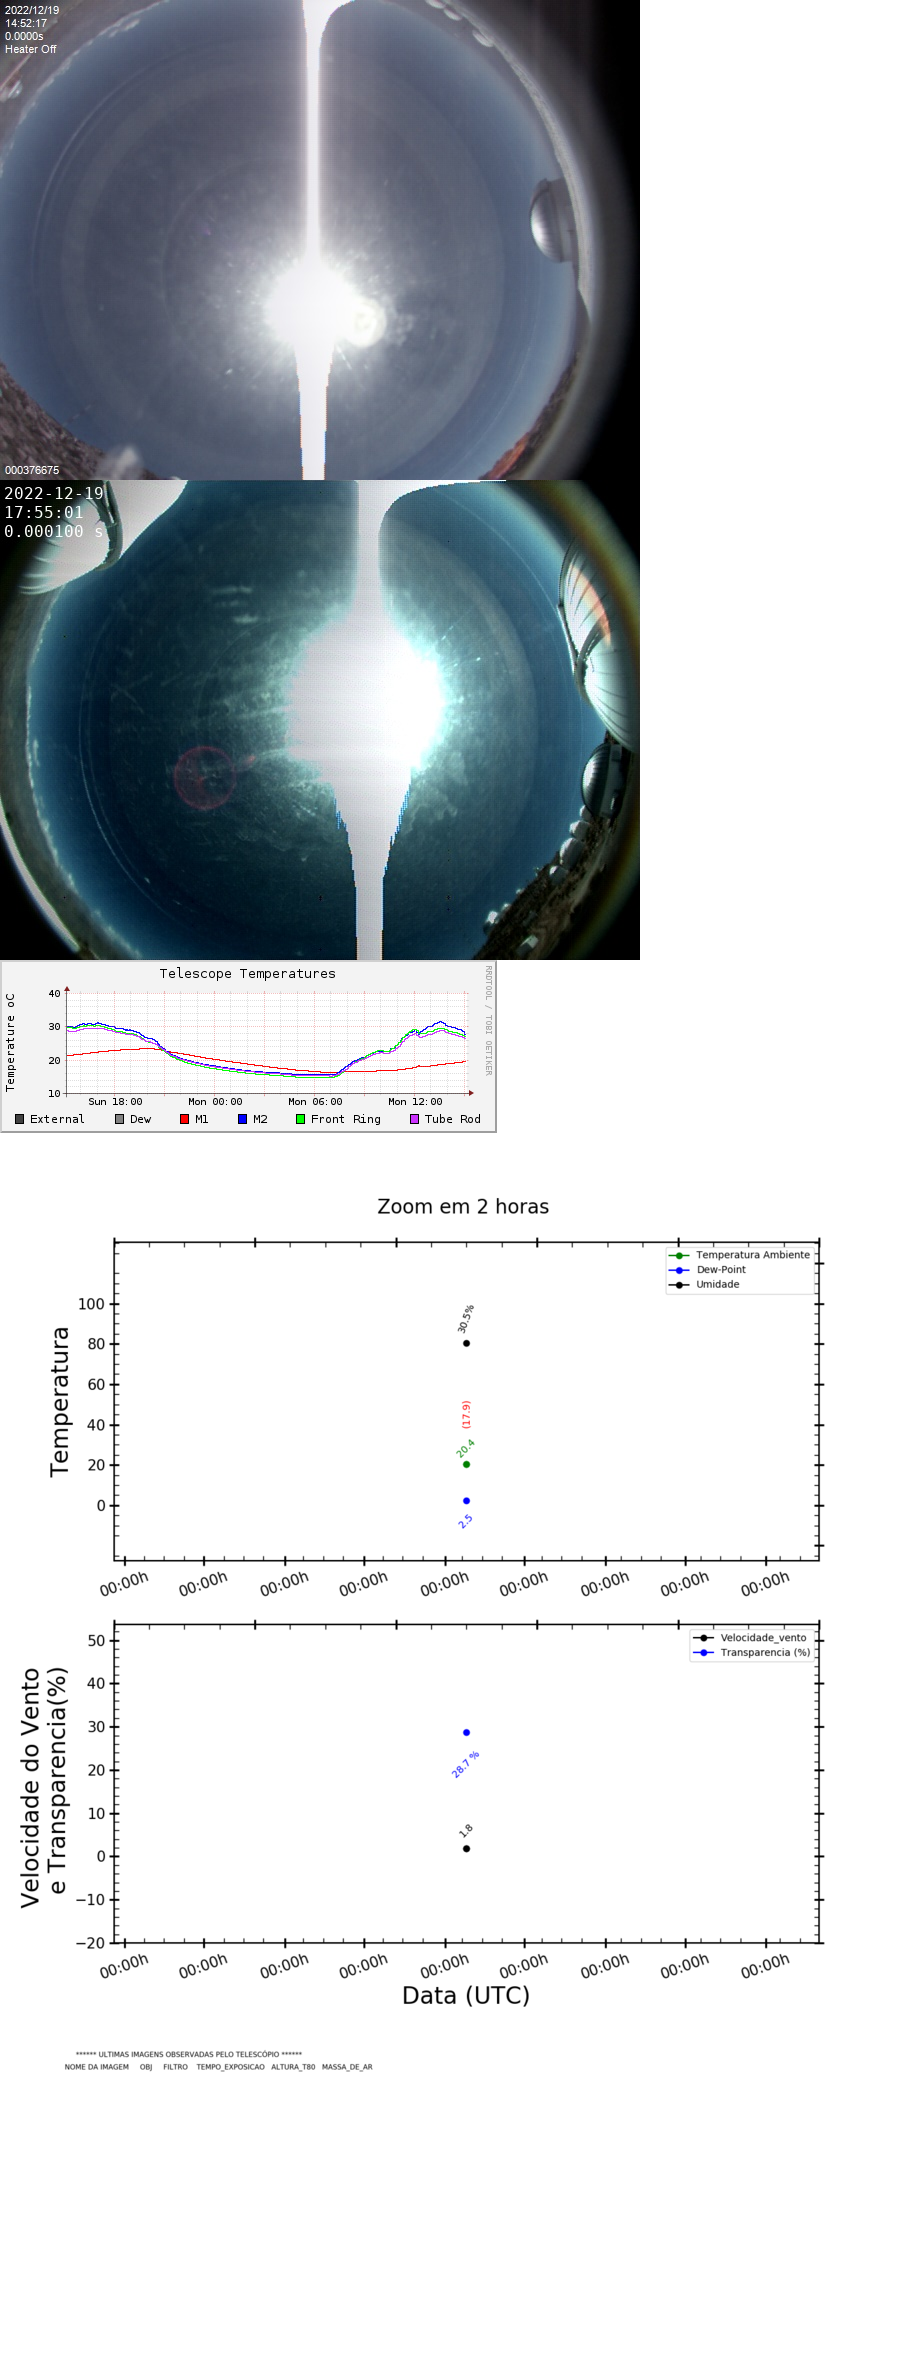 2022/12/19
14:52:17
0.0000s
Heater Off
000376675
2022-12-19
17:55:01
0.000100 s
Telescope Temperatures
RRDTOOL / TOBI OETIKER
Temperature oC
40
30
20
10
Sun 18:00 Mon 00:00 Mon 06:00 Mon 12:00
External Dew M1 M2 Front Ring Tube Rod
Zoom em 2 horas
Temperatura Ambiente
Dew-Point
Umidade
Temperatura
100
80
60
40
20
0
30.5%
(17.9)
20.4
2.5
00:00h 00:00h 00:00h 00:00h 00:00h 00:00h 00:00h 00:00h 00:00h
Velocidade_vento
Transparencia (%)
Velocidade do Vento
e Transparencia(%)
50
40
30
20
10
0
−10
−20
28.7 %
1.8
00:00h 00:00h 00:00h 00:00h 00:00h 00:00h 00:00h 00:00h 00:00h
Data (UTC)
****** ULTIMAS IMAGENS OBSERVADAS PELO TELESCÓPIO ******
NOME DA IMAGEM OBJ FILTRO TEMPO_EXPOSICAO ALTURA_T80 MASSA_DE_AR